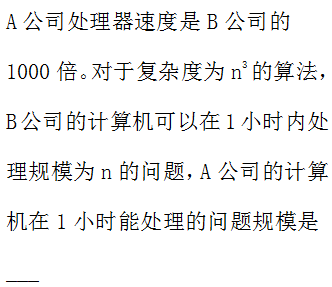 A 公司处理器速度是 B 公司的
1000 倍。对于复杂度为 n³ 的算法，
B 公司的计算机可以在 1 小时内处
理规模为 n 的问题，A 公司的计算
机在 1 小时能处理的问题规模是
___